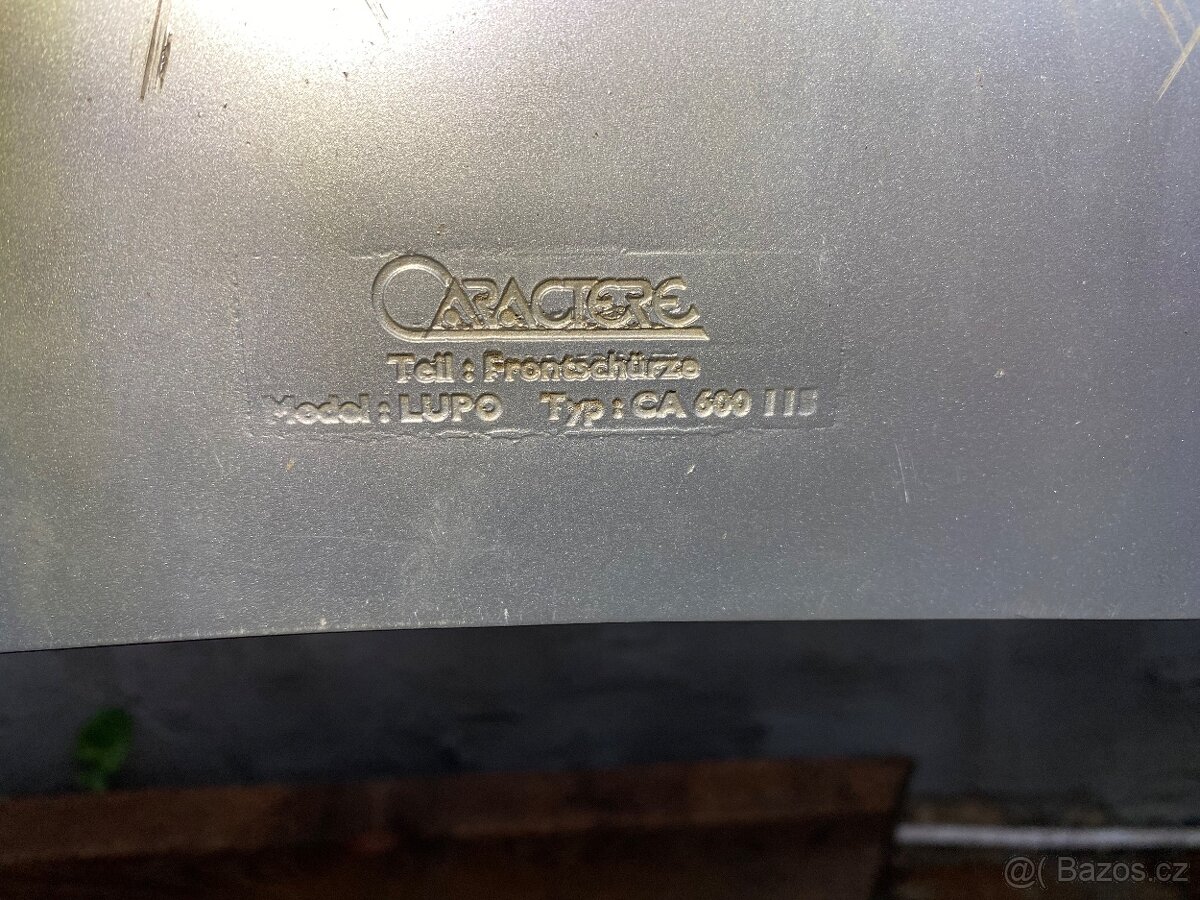 CARACTERE
Teil : Frontschürze
Model : LUPO Typ : CA 600 115
@( Bazos.cz